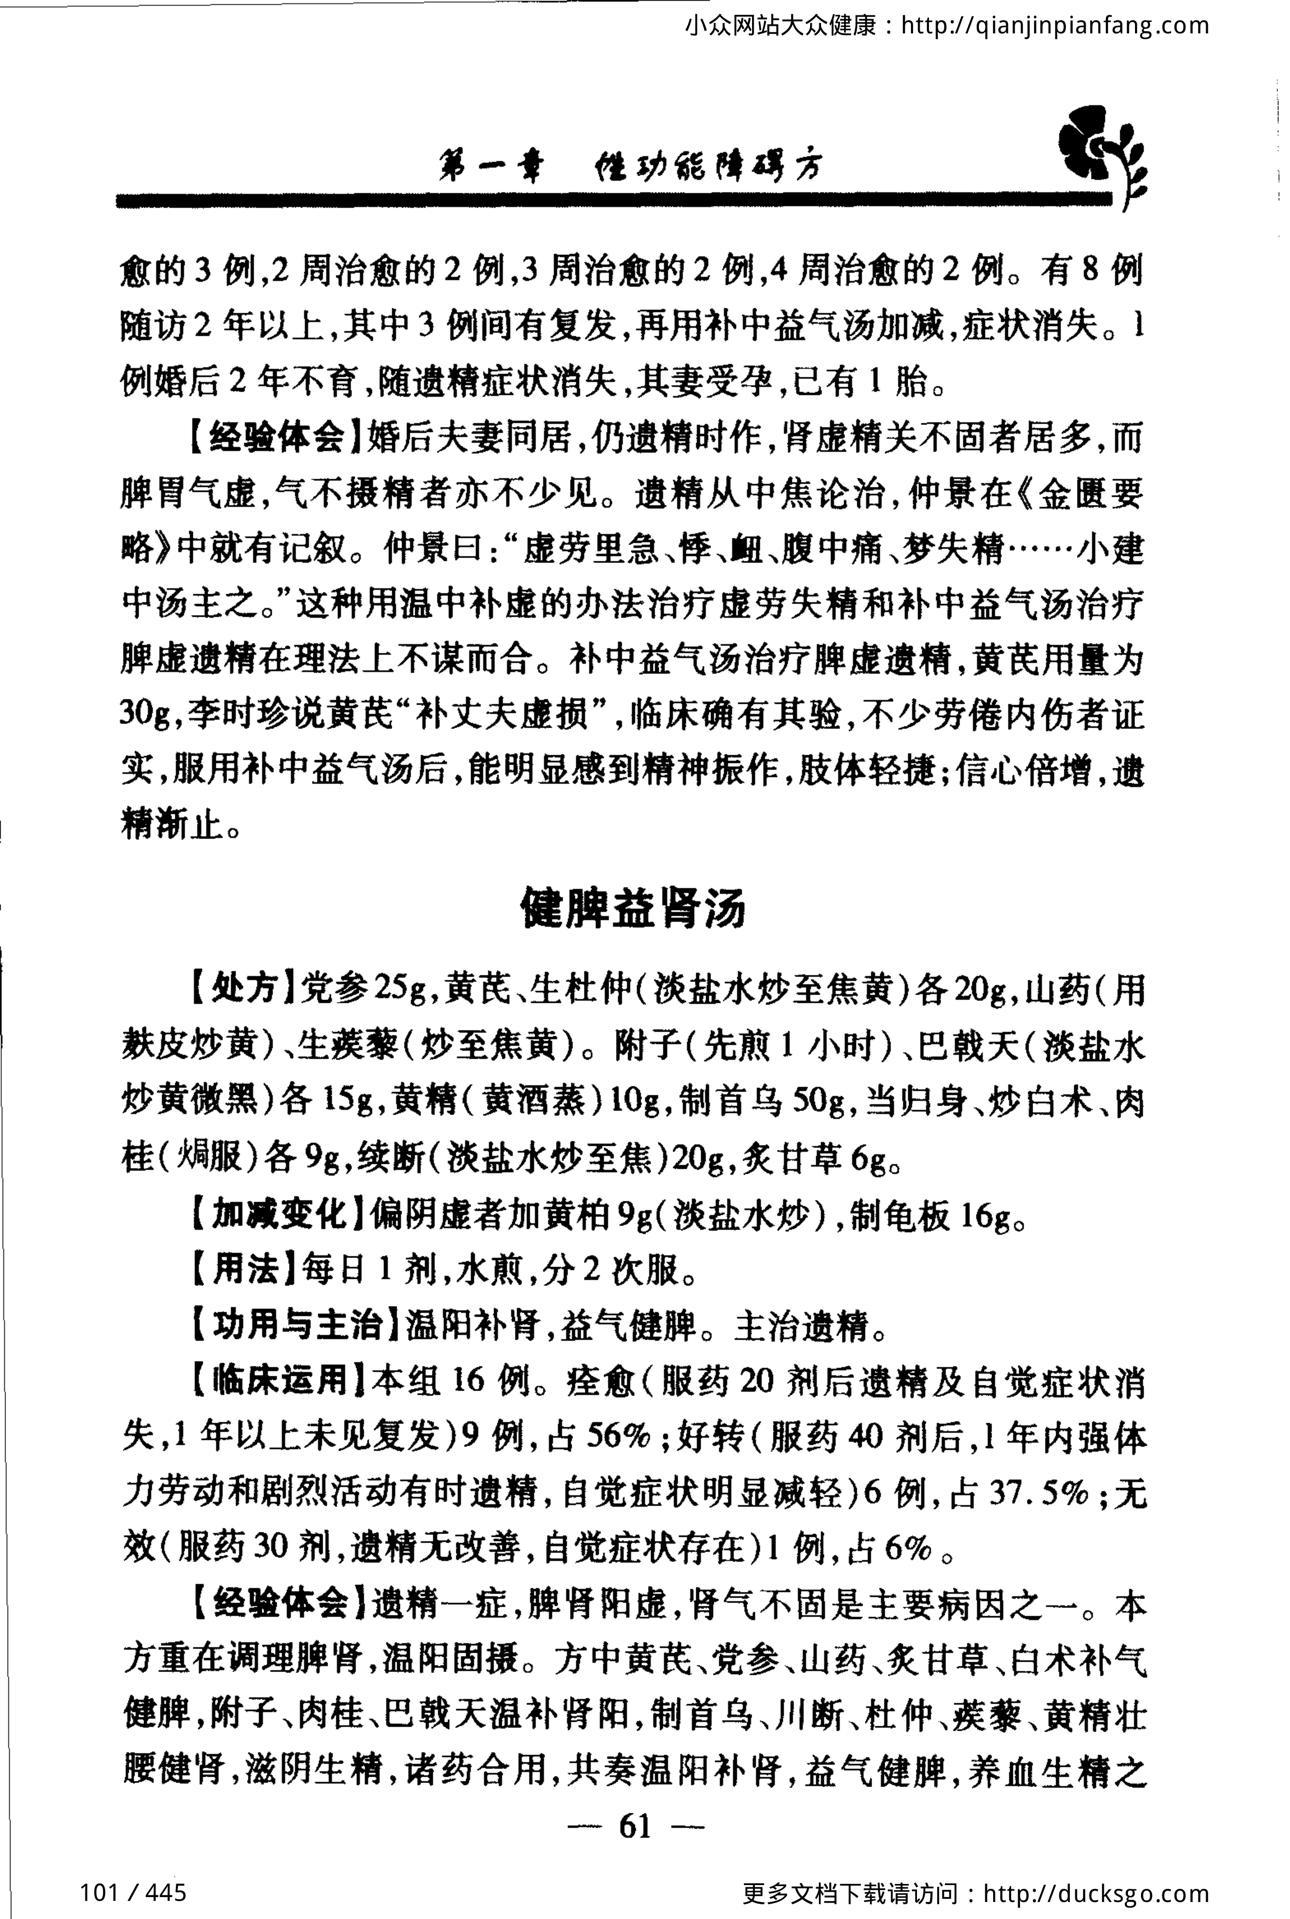 小众网站大众健康：http://qianjinpianfang.com
第一章 性功能障碍方
愈的3例,2周治愈的2例,3周治愈的2例,4周治愈的2例。有8例
随访2年以上,其中3例间有复发,再用补中益气汤加减,症状消失。1
例婚后2年不育,随遗精症状消失,其妻受孕,已有1胎。
【经验体会】婚后夫妻同居,仍遗精时作,肾虚精关不固者居多,而
脾胃气虚,气不摄精者亦不少见。遗精从中焦论治,仲景在《金匮要
略》中就有记叙。仲景曰:“虚劳里急、悸、衄、腹中痛、梦失精……小建
中汤主之。”这种用温中补虚的办法治疗虚劳失精和补中益气汤治疗
脾虚遗精在理法上不谋而合。补中益气汤治疗脾虚遗精,黄芪用量为
30g,李时珍说黄芪“补丈夫虚损”,临床确有其验,不少劳倦内伤者证
实,服用补中益气汤后,能明显感到精神振作,肢体轻捷;信心倍增,遗
精渐止。
健脾益肾汤
【处方】党参25g,黄芪、生杜仲(淡盐水炒至焦黄)各20g,山药(用
麸皮炒黄)、生蒺藜(炒至焦黄)。附子(先煎1小时)、巴戟天(淡盐水
炒黄微黑)各15g,黄精(黄酒蒸)10g,制首乌50g,当归身、炒白术、肉
桂(焗服)各9g,续断(淡盐水炒至焦)20g,炙甘草6g。
【加减变化】偏阴虚者加黄柏9g(淡盐水炒),制龟板16g。
【用法】每日1剂,水煎,分2次服。
【功用与主治】温阳补肾,益气健脾。主治遗精。
【临床运用】本组16例。痊愈(服药20剂后遗精及自觉症状消
失,1年以上未见复发)9例,占56%;好转(服药40剂后,1年内强体
力劳动和剧烈活动有时遗精,自觉症状明显减轻)6例,占37.5%;无
效(服药30剂,遗精无改善,自觉症状存在)1例,占6%。
【经验体会】遗精一症,脾肾阳虚,肾气不固是主要病因之一。本
方重在调理脾肾,温阳固摄。方中黄芪、党参、山药、炙甘草、白术补气
健脾,附子、肉桂、巴戟天温补肾阳,制首乌、川断、杜仲、蒺藜、黄精壮
腰健肾,滋阴生精,诸药合用,共奏温阳补肾,益气健脾,养血生精之
— 61 —
101 / 445
更多文档下载请访问：http://ducksgo.com